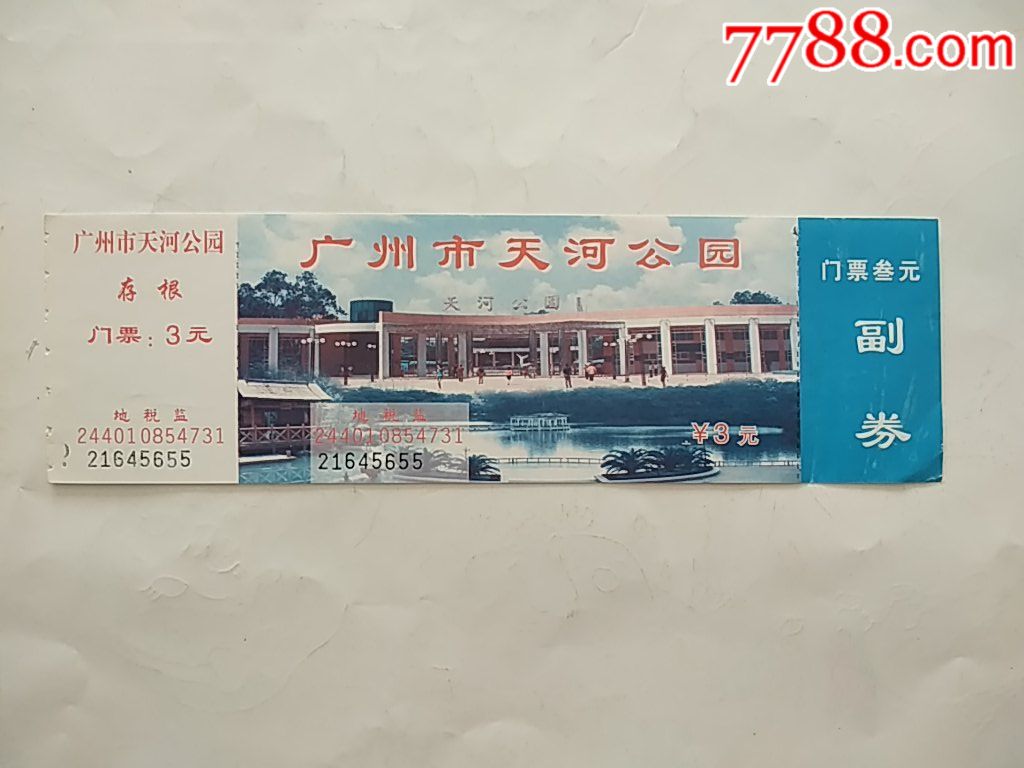 7788.com
广州市天河公园
存根
门票：3元
地税监
244010854731
21645655
广州市天河公园
天河公园
地税监
244010854731
21645655
¥3元
门票叁元
副
券